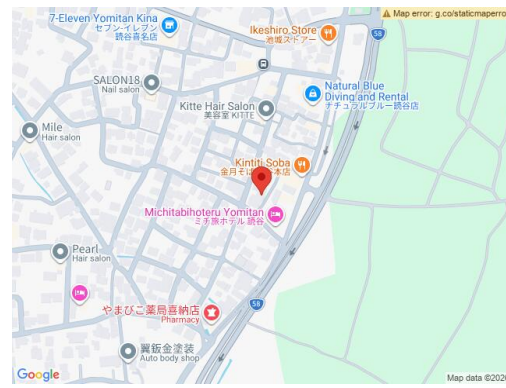 Map error: g.co/staticmaperro
7-Eleven Yomitan Kina
セブン-イレブン
読谷喜名店
Ikeshiro Store
池城ストアー
58
SALON18
Nail salon
Natural Blue
Diving and Rental
ナチュラルブルー読谷店
Kitte Hair Salon
美容室 KITTE
Mile
Hair salon
Kintiti Soba
金月そば
本店
Michitabihoteru Yomitan
ミチ旅ホテル 読谷
Pearl
Hair salon
58
やまびこ薬局喜納店
Pharmacy
翼鈑金塗装
Auto body shop
Google
Map data ©2026